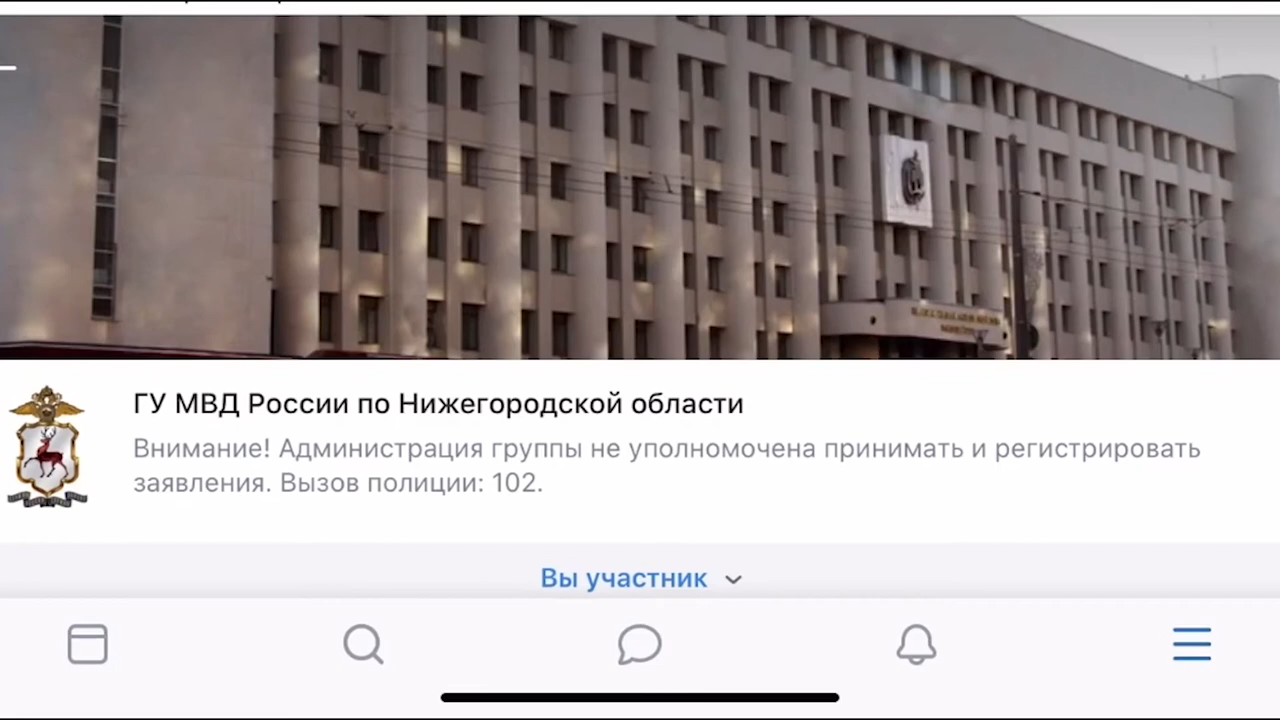 ГУ МВД России по Нижегородской области
Внимание! Администрация группы не уполномочена принимать и регистрировать
заявления. Вызов полиции: 102.
Вы участник